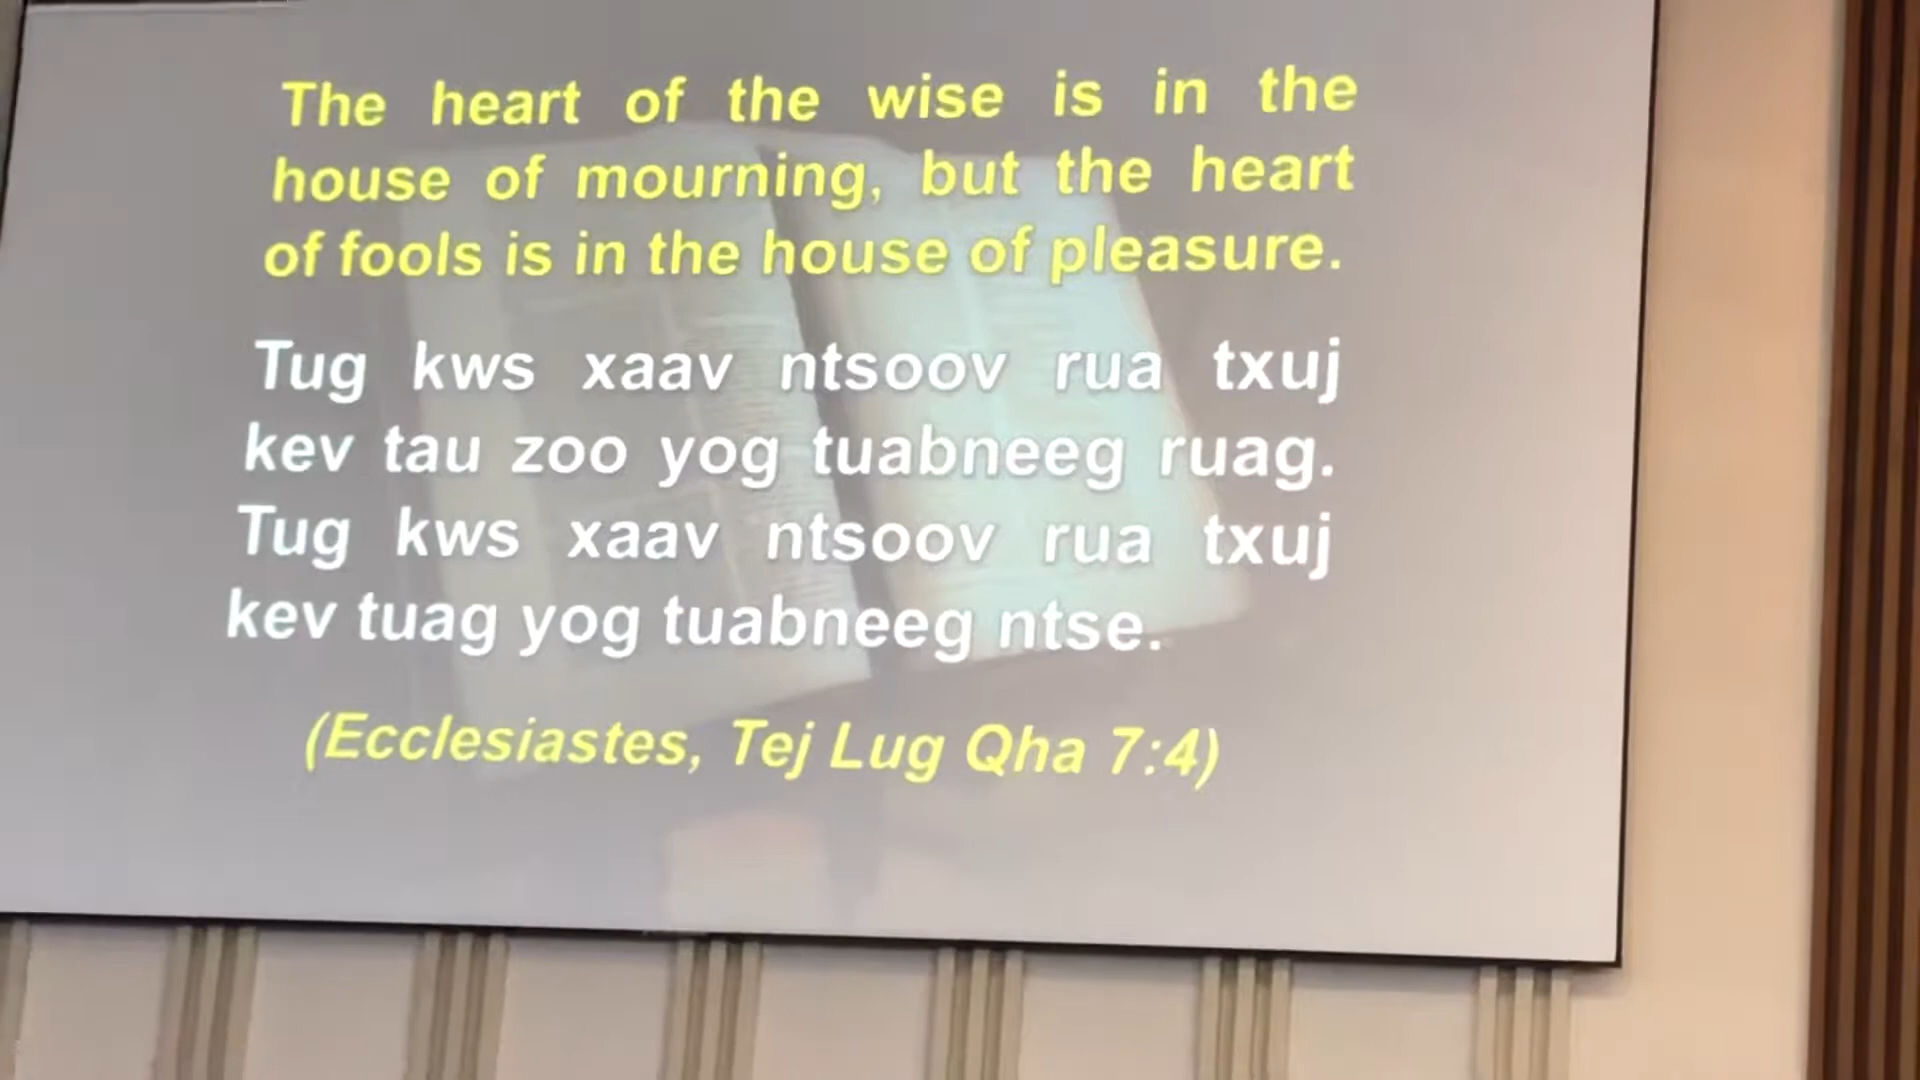 The heart of the wise is in the
house of mourning, but the heart
of fools is in the house of pleasure.
Tug kws xaav ntsoov rua txuj
kev tau zoo yog tuabneeg ruag.
Tug kws xaav ntsoov rua txuj
kev tuag yog tuabneeg ntse.
(Ecclesiastes, Tej Lug Qha 7:4)